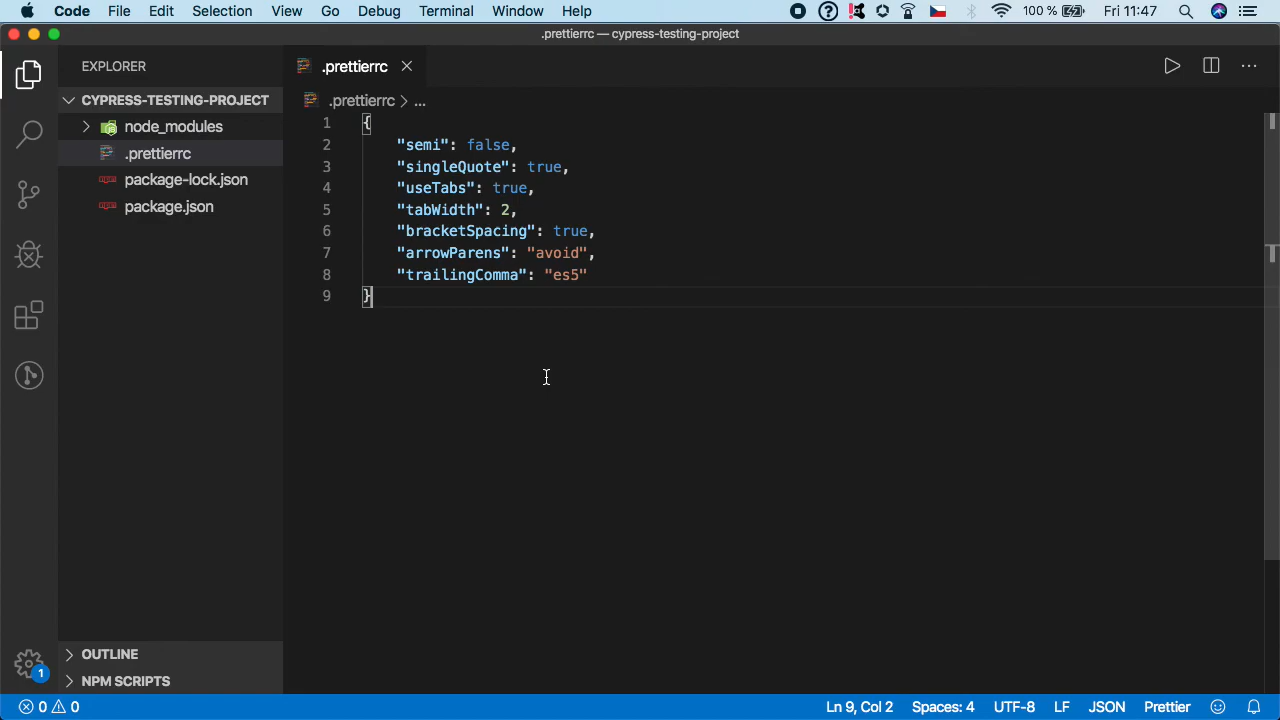 Code File Edit Selection View Go Debug Terminal Window Help 100 % Fri 11:47
.prettierrc — cypress-testing-project
EXPLORER
.prettierrc
CYPRESS-TESTING-PROJECT
.prettierrc > ...
node_modules
.prettierrc
package-lock.json
package.json
1 {
2 "semi": false,
3 "singleQuote": true,
4 "useTabs": true,
5 "tabWidth": 2,
6 "bracketSpacing": true,
7 "arrowParens": "avoid",
8 "trailingComma": "es5"
9 }
OUTLINE
NPM SCRIPTS
1
0 0 Ln 9, Col 2 Spaces: 4 UTF-8 LF JSON Prettier